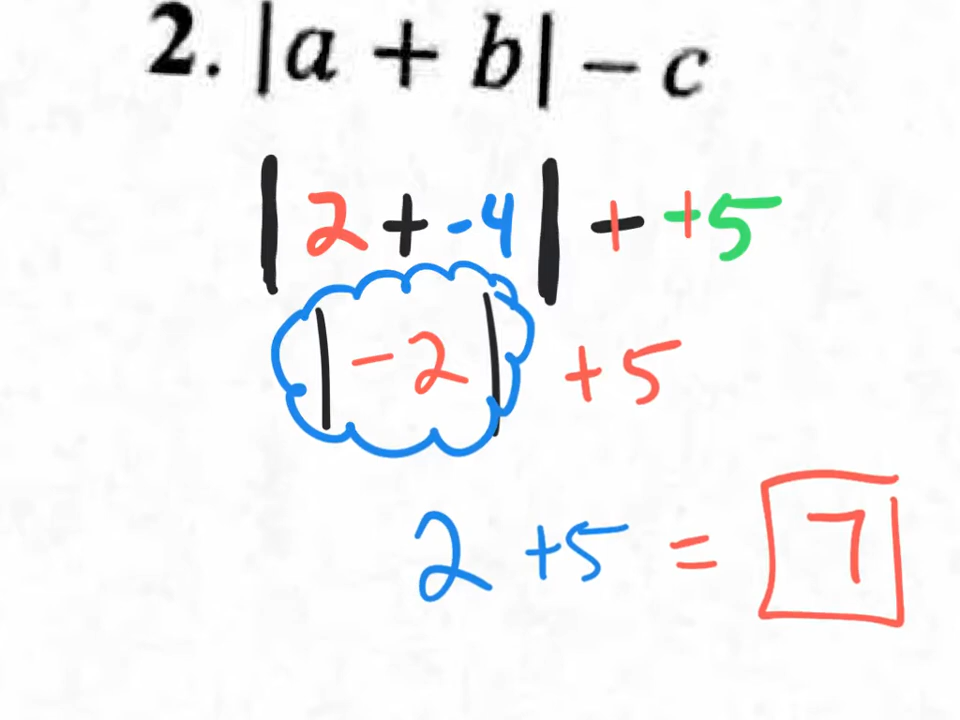 2. |a + b| − c
|2 + -4| + +5
|-2| +5
2 +5 = 7